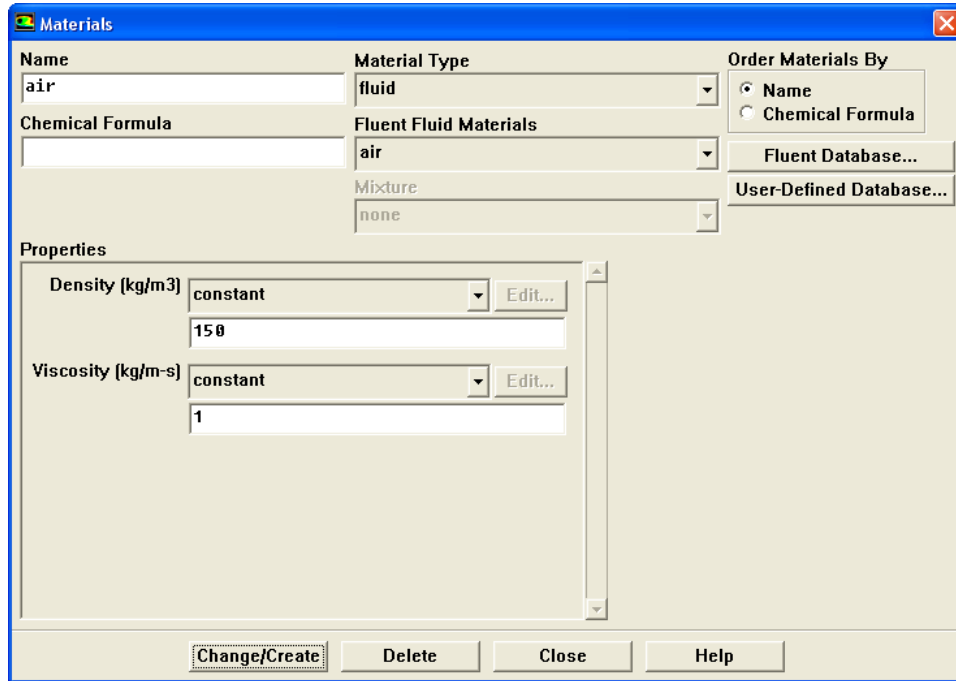 Materials
Name
air
Chemical Formula
Material Type
fluid
Fluent Fluid Materials
air
Mixture
none
Order Materials By
Name
Chemical Formula
Fluent Database...
User-Defined Database...
Properties
Density (kg/m3)
constant
Edit...
150
Viscosity (kg/m-s)
constant
Edit...
1
Change/Create
Delete
Close
Help